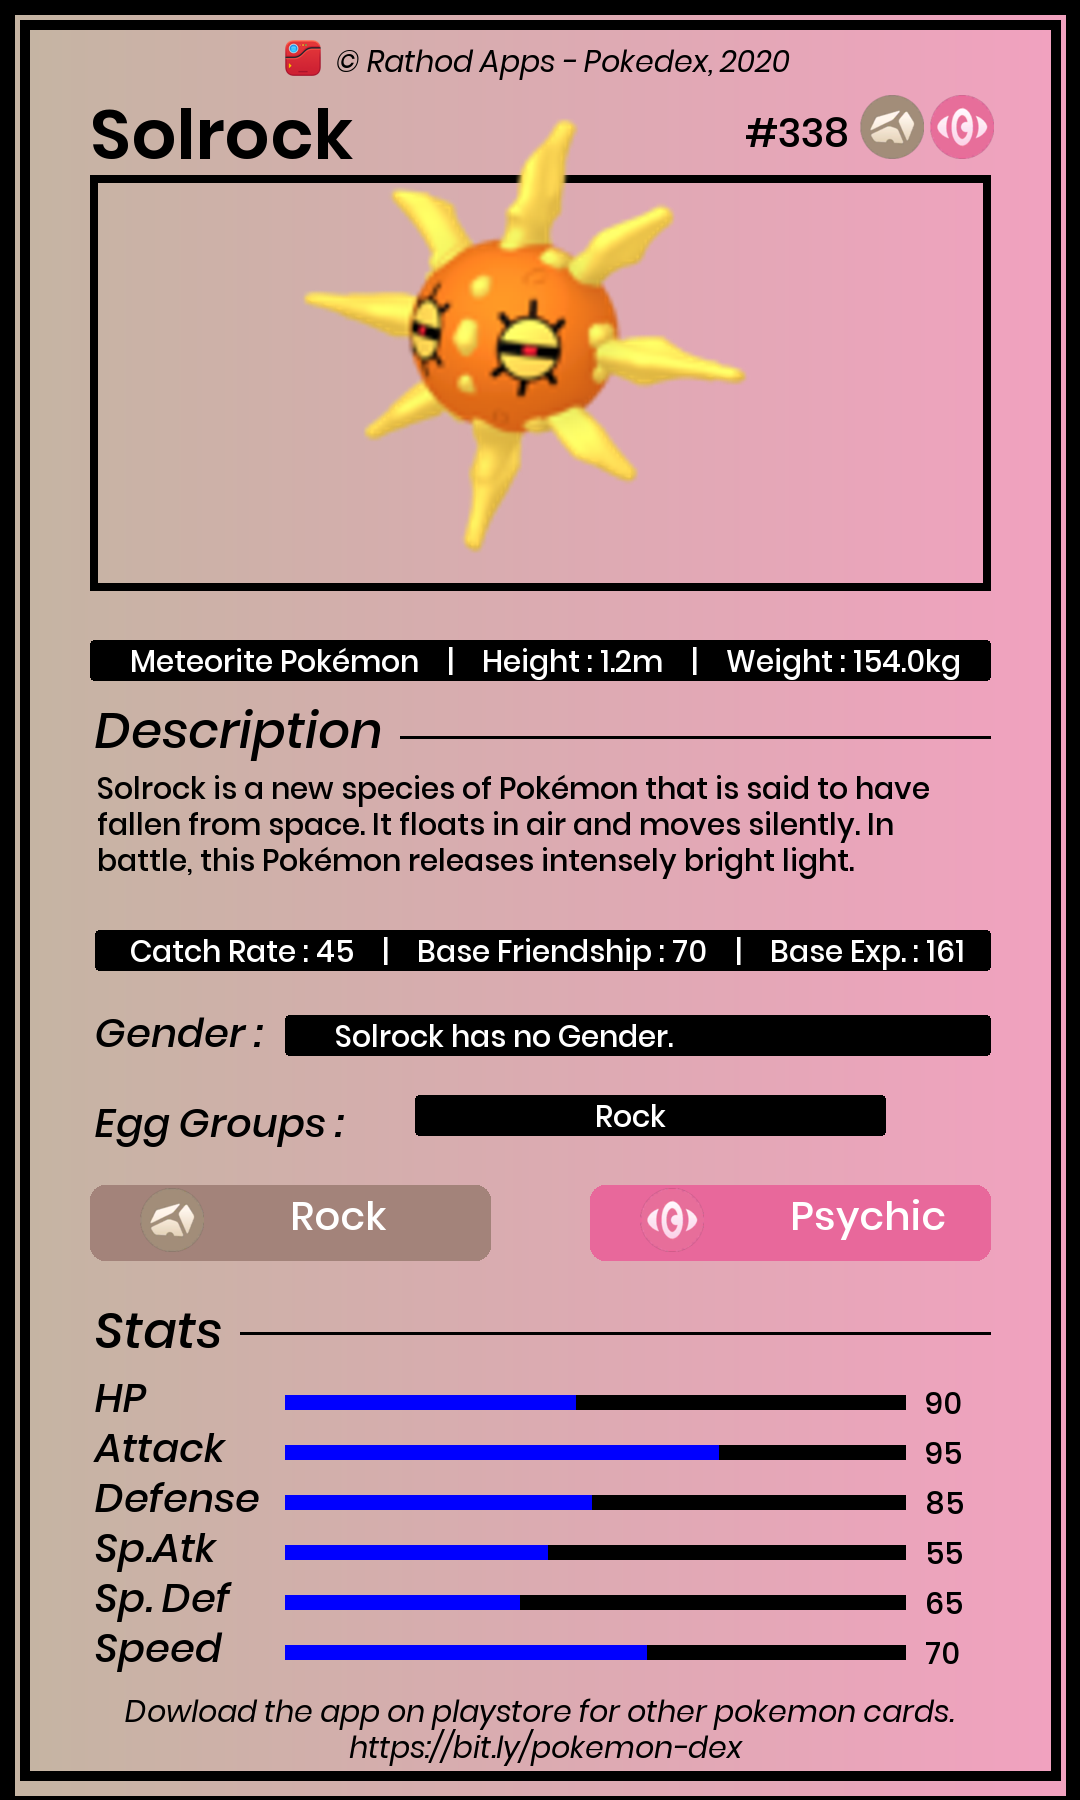 © Rathod Apps - Pokedex, 2020
Solrock
#338
Meteorite Pokémon | Height : 1.2m | Weight : 154.0kg
Description
Solrock is a new species of Pokémon that is said to have
fallen from space. It floats in air and moves silently. In
battle, this Pokémon releases intensely bright light.
Catch Rate : 45 | Base Friendship : 70 | Base Exp. : 161
Gender : Solrock has no Gender.
Egg Groups : Rock
Rock Psychic
Stats
HP 90
Attack 95
Defense 85
Sp.Atk 55
Sp. Def 65
Speed 70
Dowload the app on playstore for other pokemon cards.
https://bit.ly/pokemon-dex